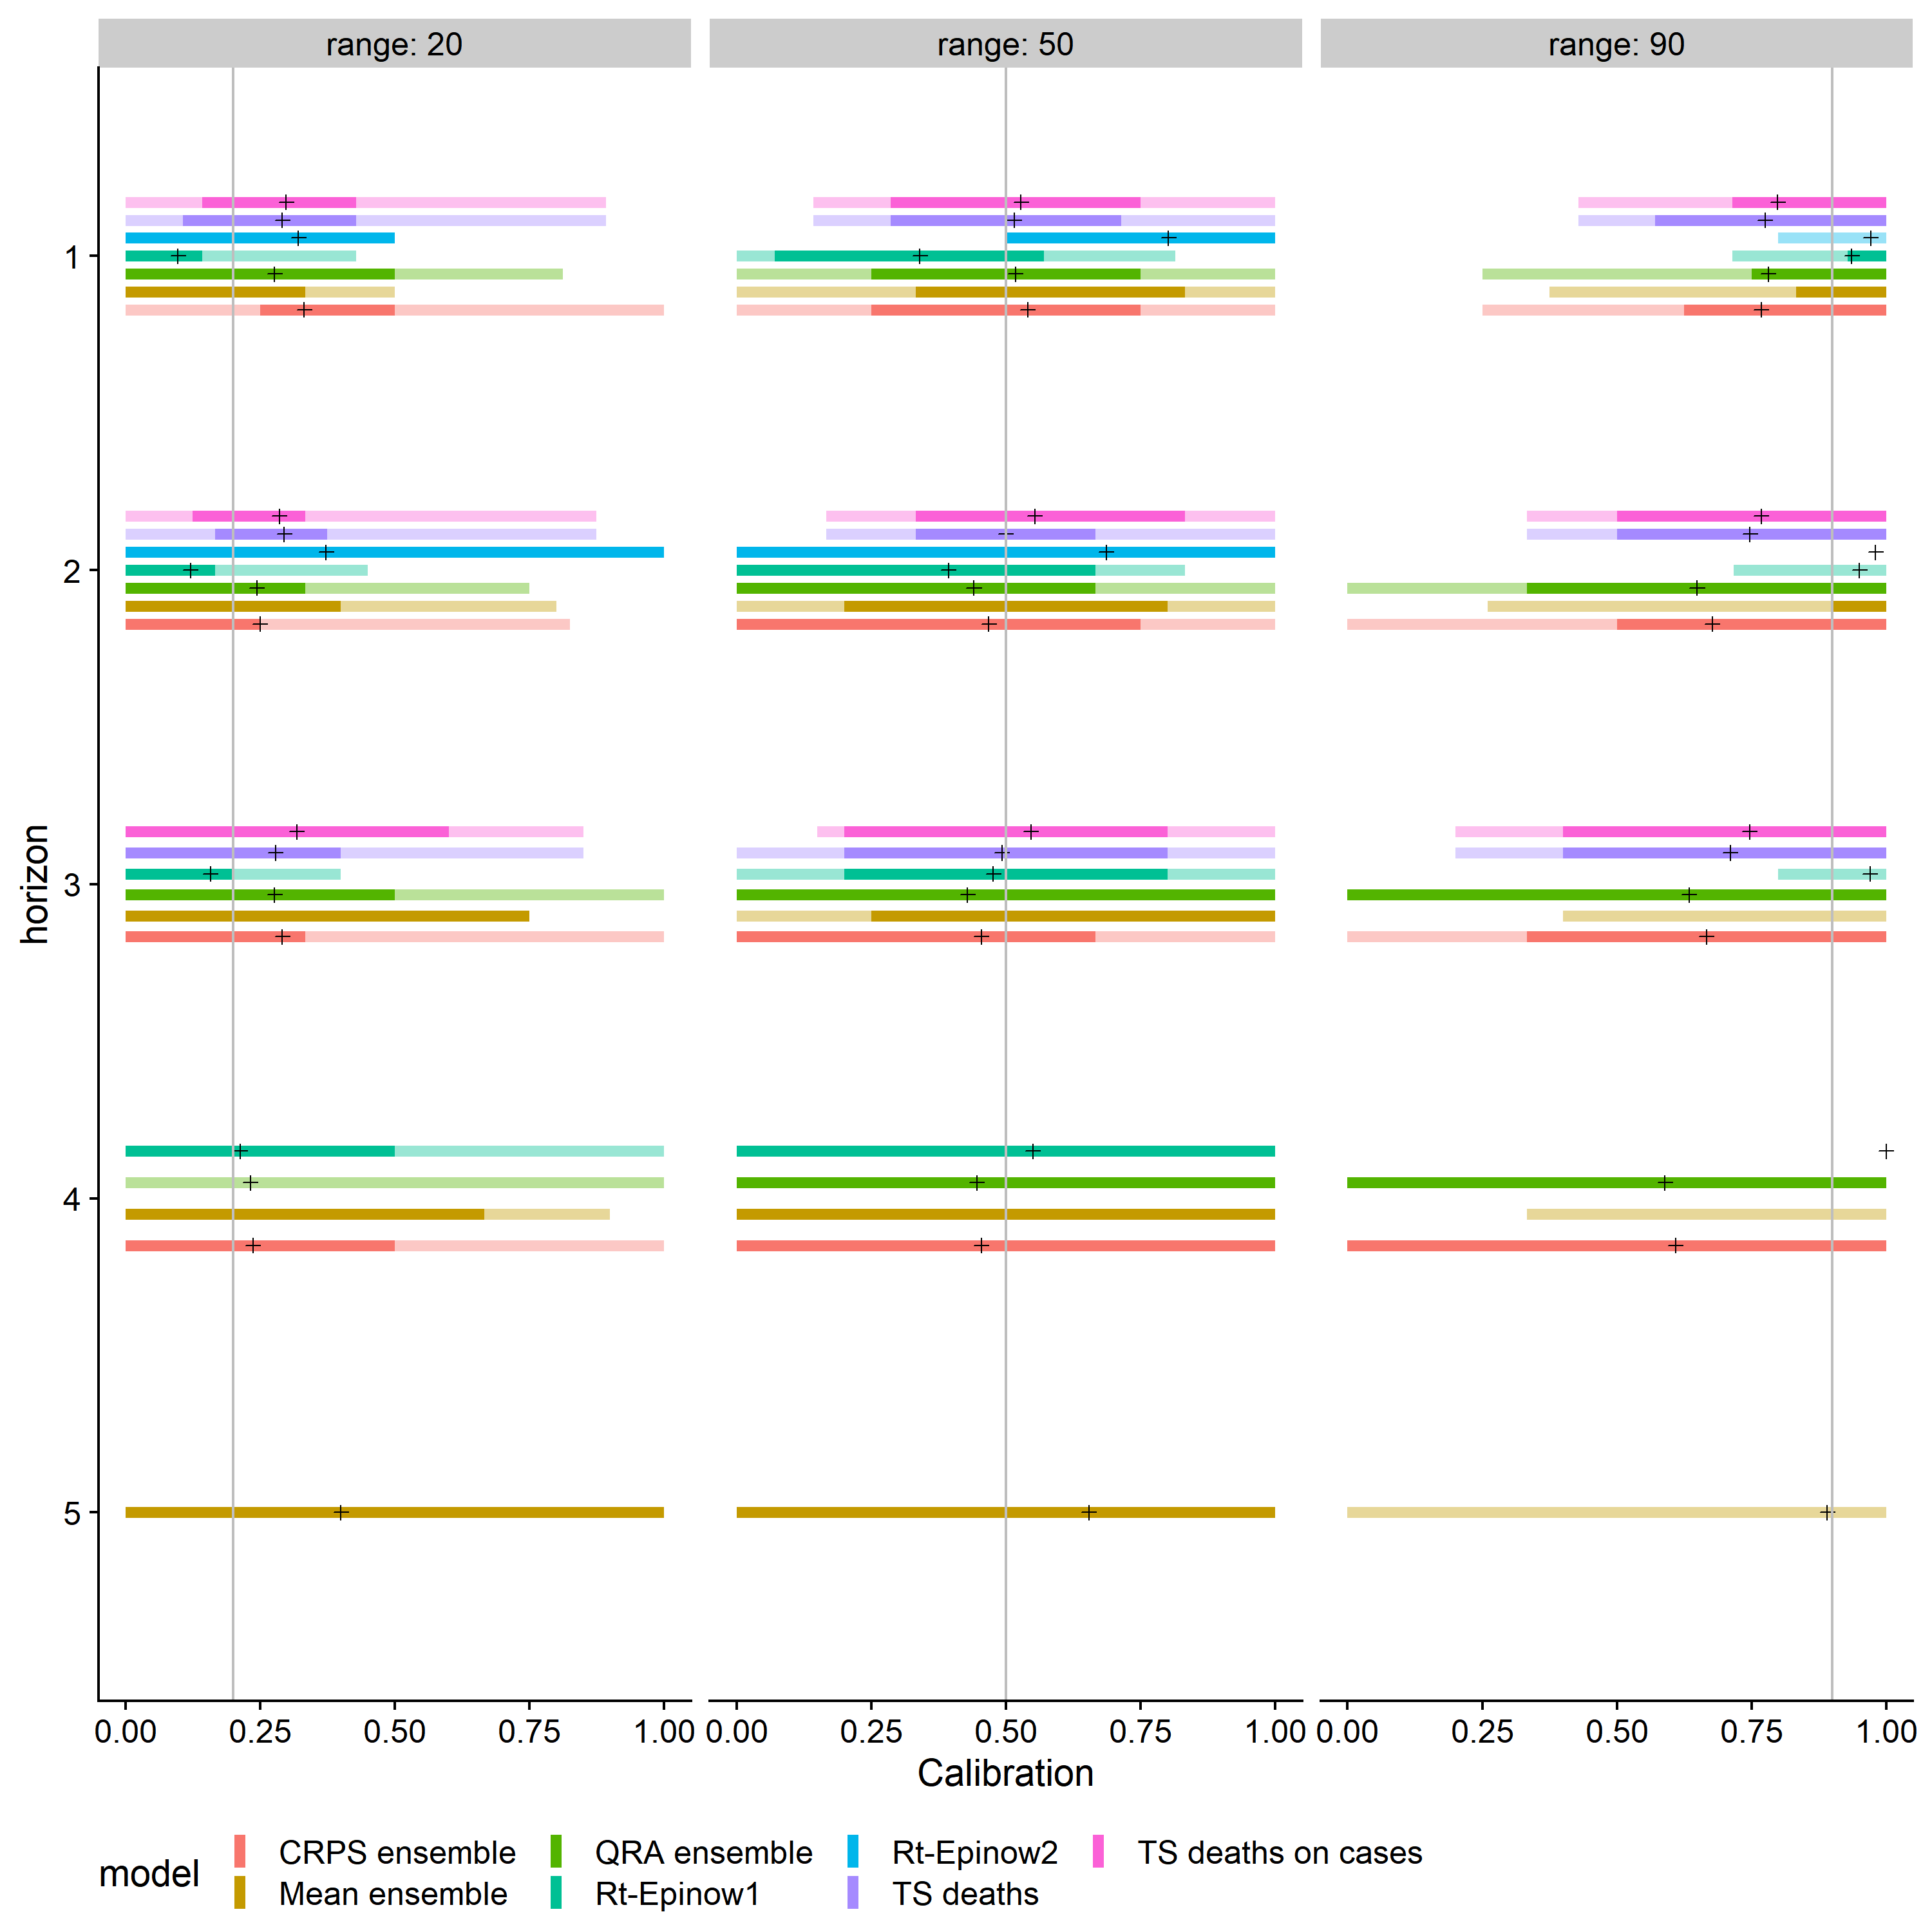 range: 20 range: 50 range: 90
horizon
1
2
3
4
5
0.00 0.25 0.50 0.75 1.00 0.00 0.25 0.50 0.75 1.00 0.00 0.25 0.50 0.75 1.00
Calibration
model
CRPS ensemble QRA ensemble Rt-Epinow2 TS deaths on cases
Mean ensemble Rt-Epinow1 TS deaths